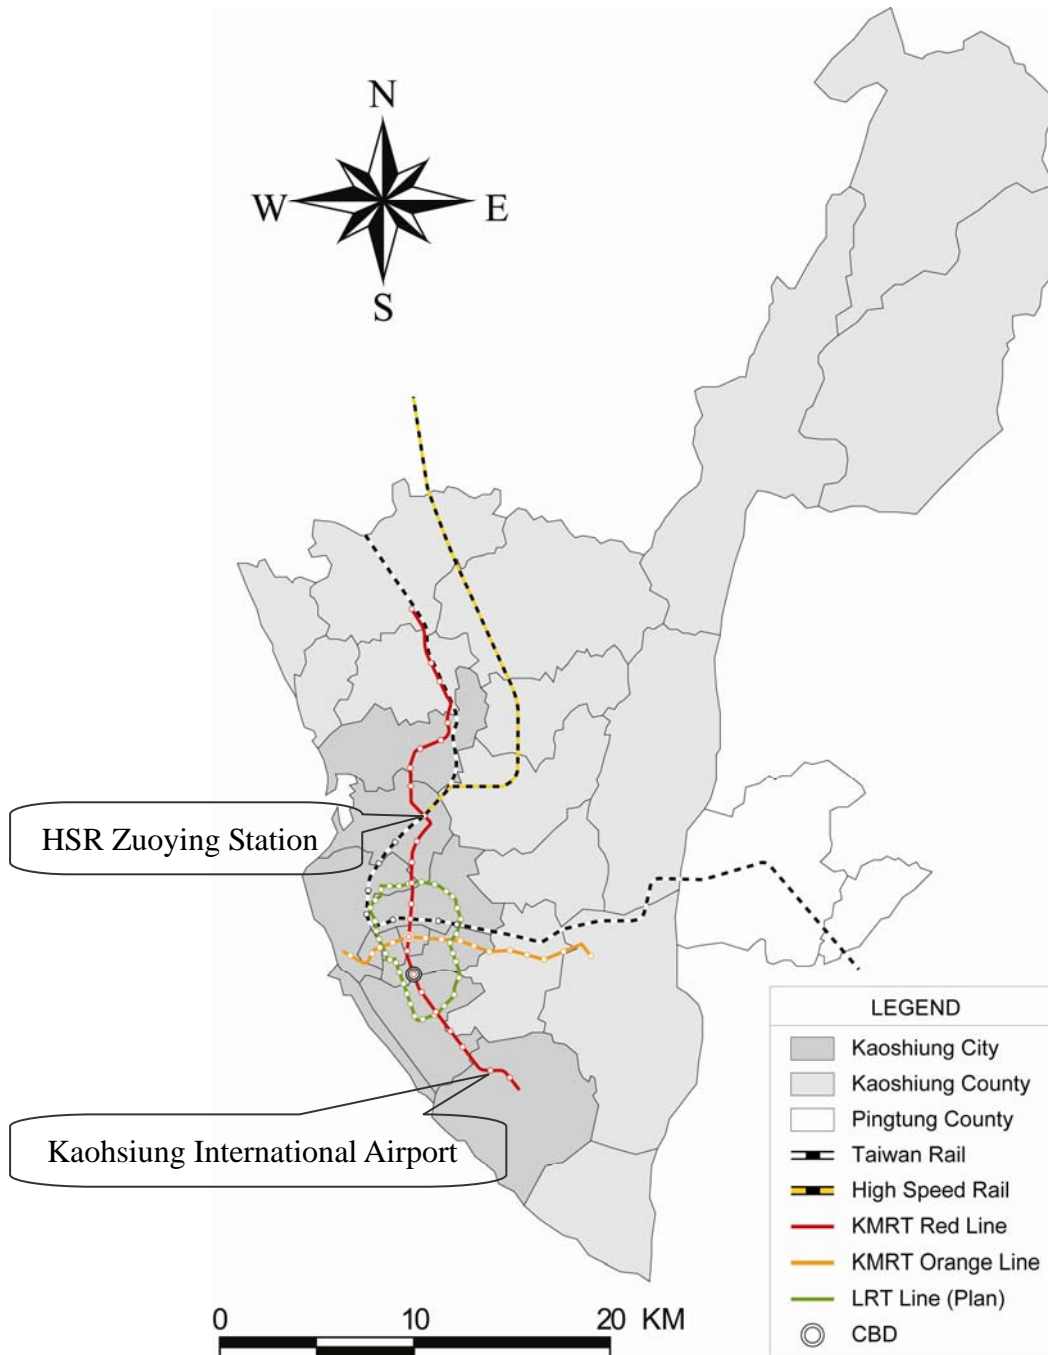 N
W
E
S
HSR Zuoying Station
Kaohsiung International Airport
LEGEND
Kaoshiung City
Kaoshiung County
Pingtung County
Taiwan Rail
High Speed Rail
KMRT Red Line
KMRT Orange Line
LRT Line (Plan)
CBD
0 10 20 KM